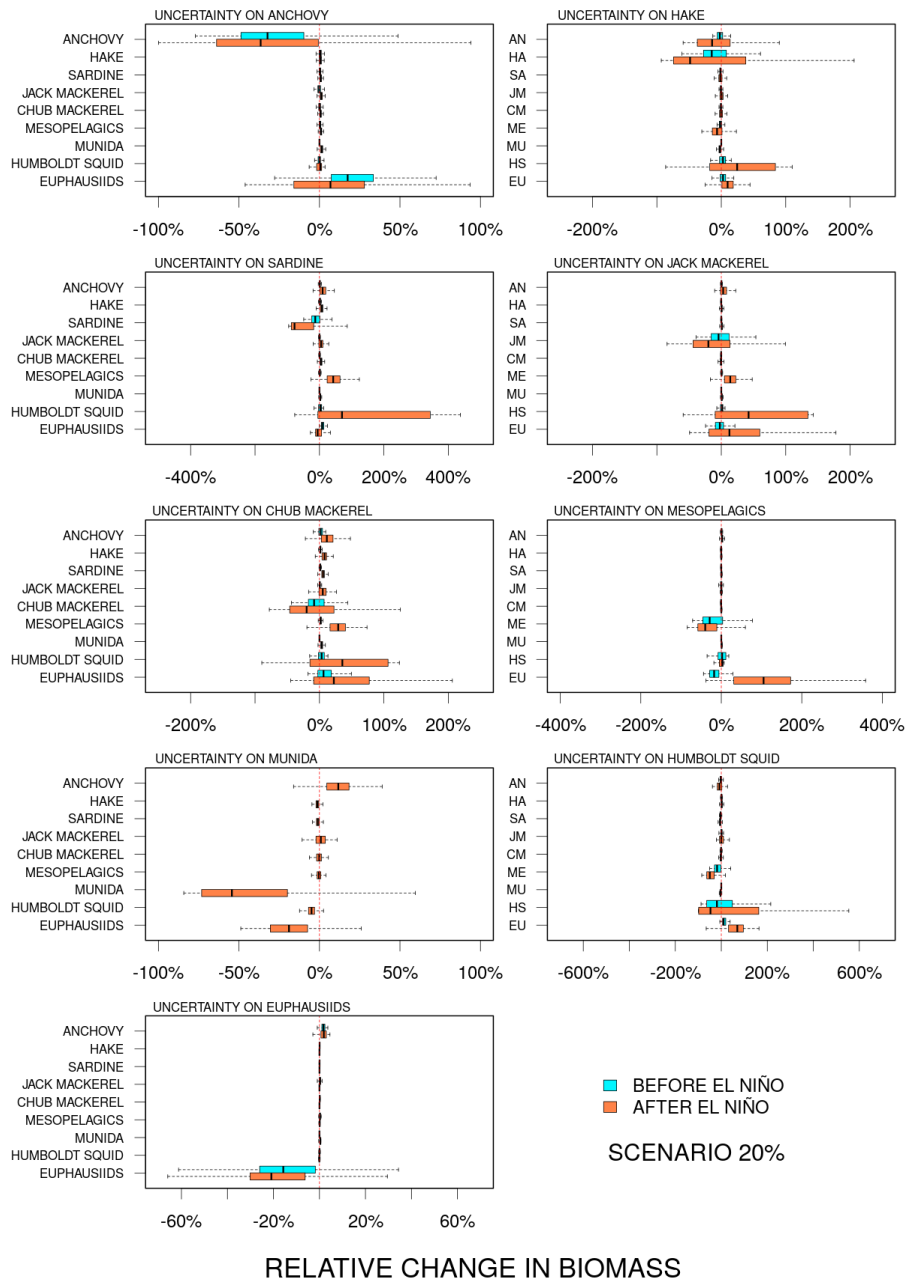 UNCERTAINTY ON ANCHOVY
ANCHOVY
HAKE
SARDINE
JACK MACKEREL
CHUB MACKEREL
MESOPELAGICS
MUNIDA
HUMBOLDT SQUID
EUPHAUSIIDS
-100% -50% 0% 50% 100%
UNCERTAINTY ON HAKE
AN
HA
SA
JM
CM
ME
MU
HS
EU
-200% 0% 100% 200%
UNCERTAINTY ON SARDINE
ANCHOVY
HAKE
SARDINE
JACK MACKEREL
CHUB MACKEREL
MESOPELAGICS
MUNIDA
HUMBOLDT SQUID
EUPHAUSIIDS
-400% 0% 200% 400%
UNCERTAINTY ON JACK MACKEREL
AN
HA
SA
JM
CM
ME
MU
HS
EU
-200% 0% 100% 200%
UNCERTAINTY ON CHUB MACKEREL
ANCHOVY
HAKE
SARDINE
JACK MACKEREL
CHUB MACKEREL
MESOPELAGICS
MUNIDA
HUMBOLDT SQUID
EUPHAUSIIDS
-200% 0% 100% 200%
UNCERTAINTY ON MESOPELAGICS
AN
HA
SA
JM
CM
ME
MU
HS
EU
-400% -200% 0% 200% 400%
UNCERTAINTY ON MUNIDA
ANCHOVY
HAKE
SARDINE
JACK MACKEREL
CHUB MACKEREL
MESOPELAGICS
MUNIDA
HUMBOLDT SQUID
EUPHAUSIIDS
-100% -50% 0% 50% 100%
UNCERTAINTY ON HUMBOLDT SQUID
AN
HA
SA
JM
CM
ME
MU
HS
EU
-600% -200% 200% 600%
UNCERTAINTY ON EUPHAUSIIDS
ANCHOVY
HAKE
SARDINE
JACK MACKEREL
CHUB MACKEREL
MESOPELAGICS
MUNIDA
HUMBOLDT SQUID
EUPHAUSIIDS
-60% -20% 20% 60%
BEFORE EL NIÑO
AFTER EL NIÑO
SCENARIO 20%
RELATIVE CHANGE IN BIOMASS